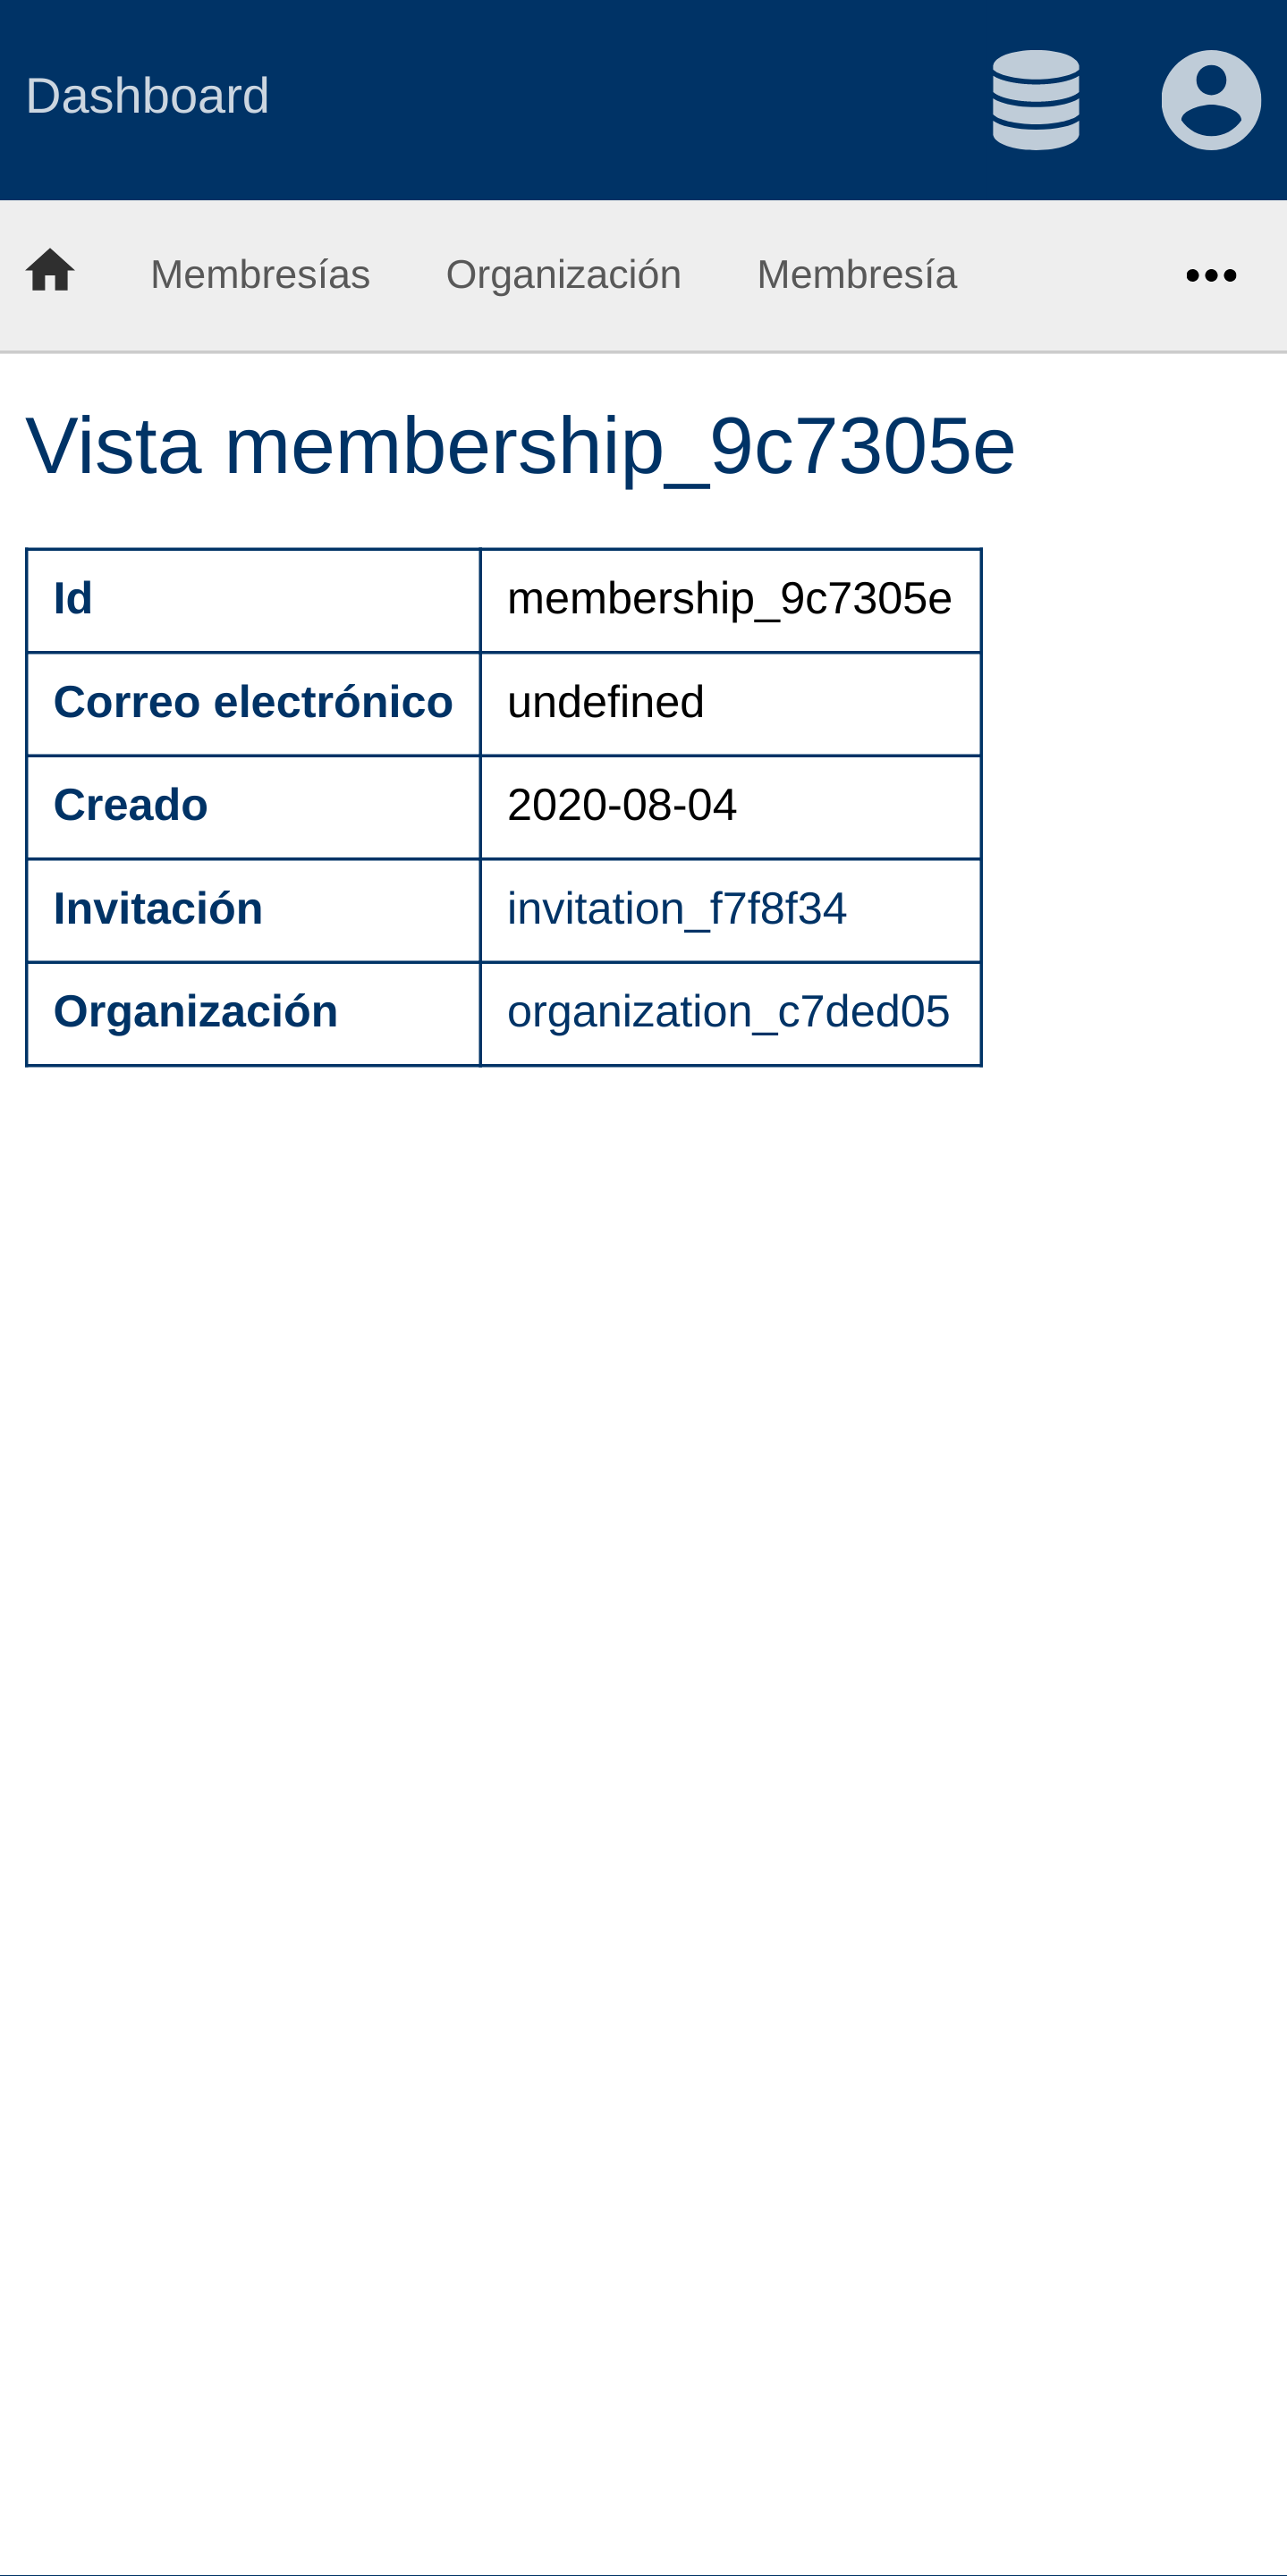 Dashboard
Membresías Organización Membresía
Vista membership_9c7305e
Id membership_9c7305e
Correo electrónico undefined
Creado 2020-08-04
Invitación invitation_f7f8f34
Organización organization_c7ded05